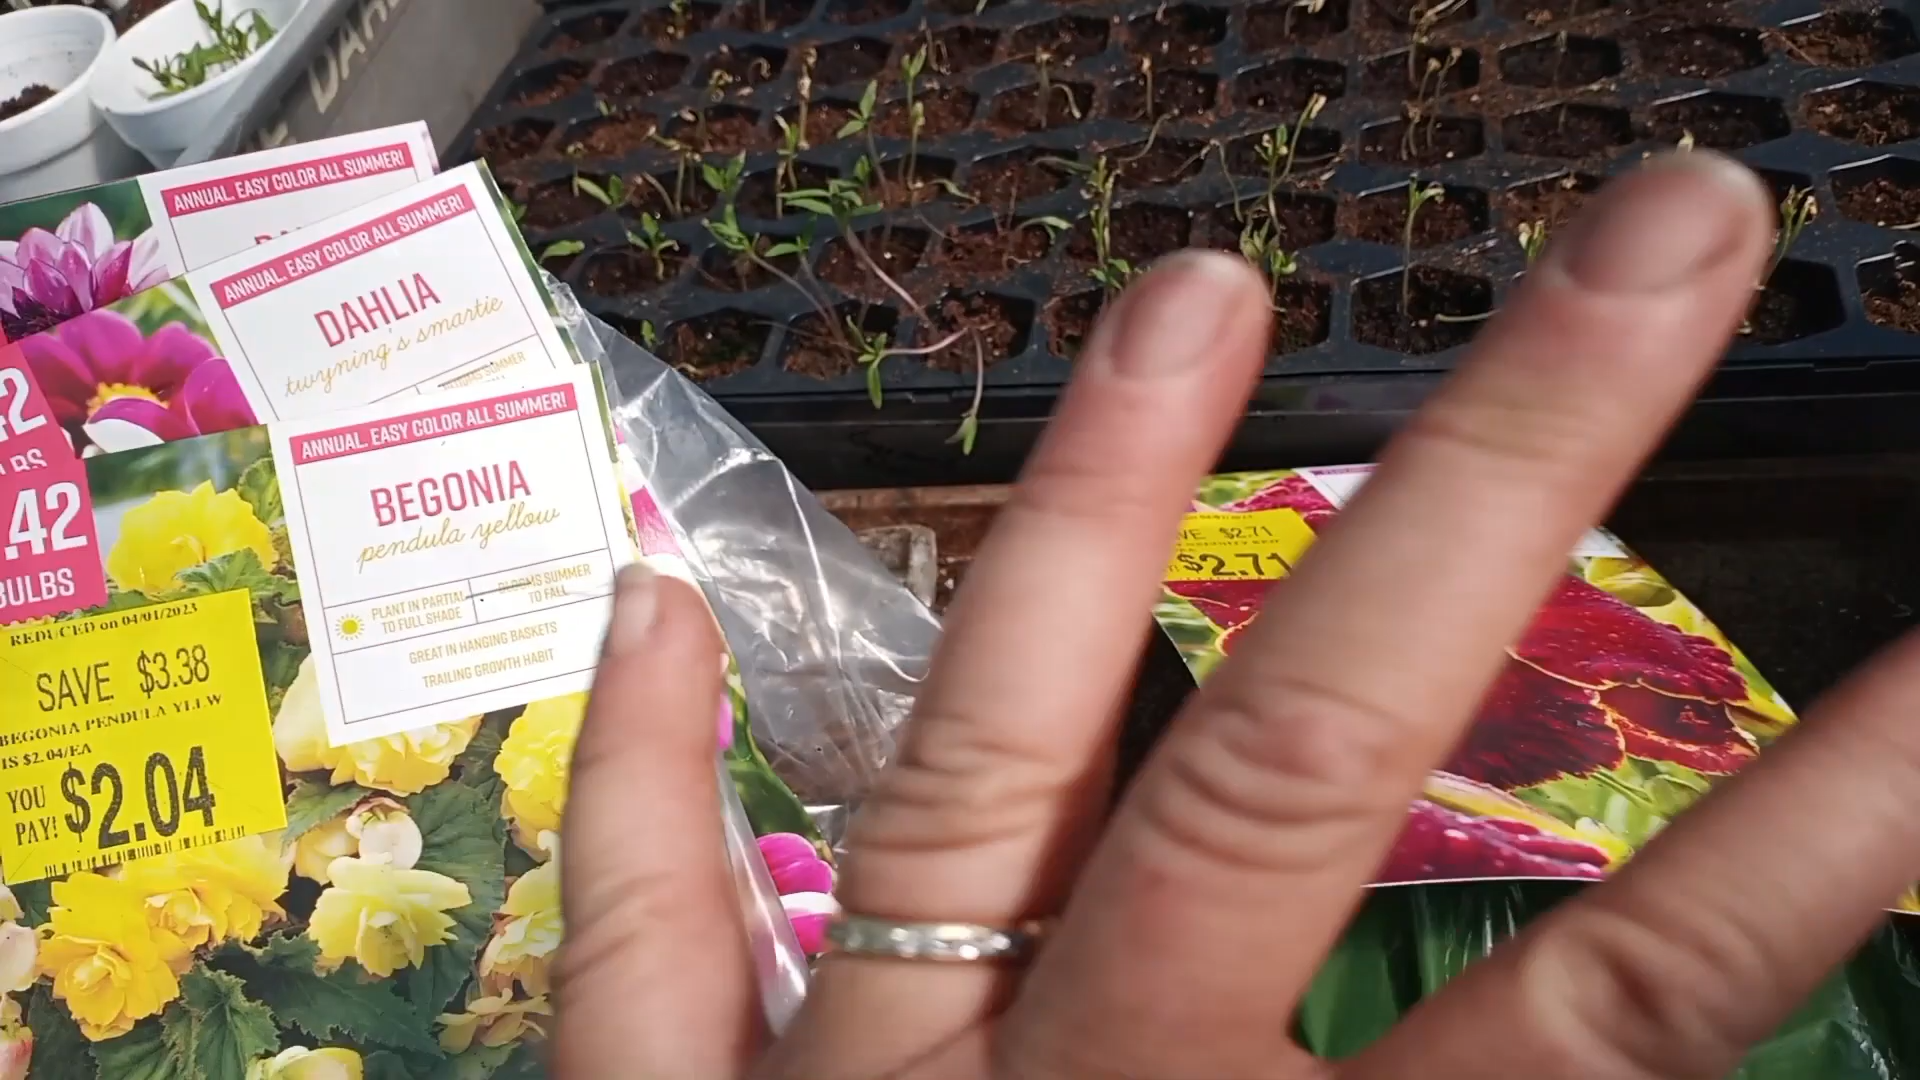 ANNUAL. EASY COLOR ALL SUMMER!
ANNUAL. EASY COLOR ALL SUMMER!
DAHLIA
twyning's smartie
SUMMER
ANNUAL. EASY COLOR ALL SUMMER!
BEGONIA
pendula yellow
PLANT IN PARTIAL
TO FULL SHADE
BLOOMS SUMMER
TO FALL
GREAT IN HANGING BASKETS
TRAILING GROWTH HABIT
.42
BULBS
REDUCED on 04/01/2023
SAVE $3.38
BEGONIA PENDULA YLLW
IS $2.04/EA
YOU
PAY! $2.04
$2.71
$2.71